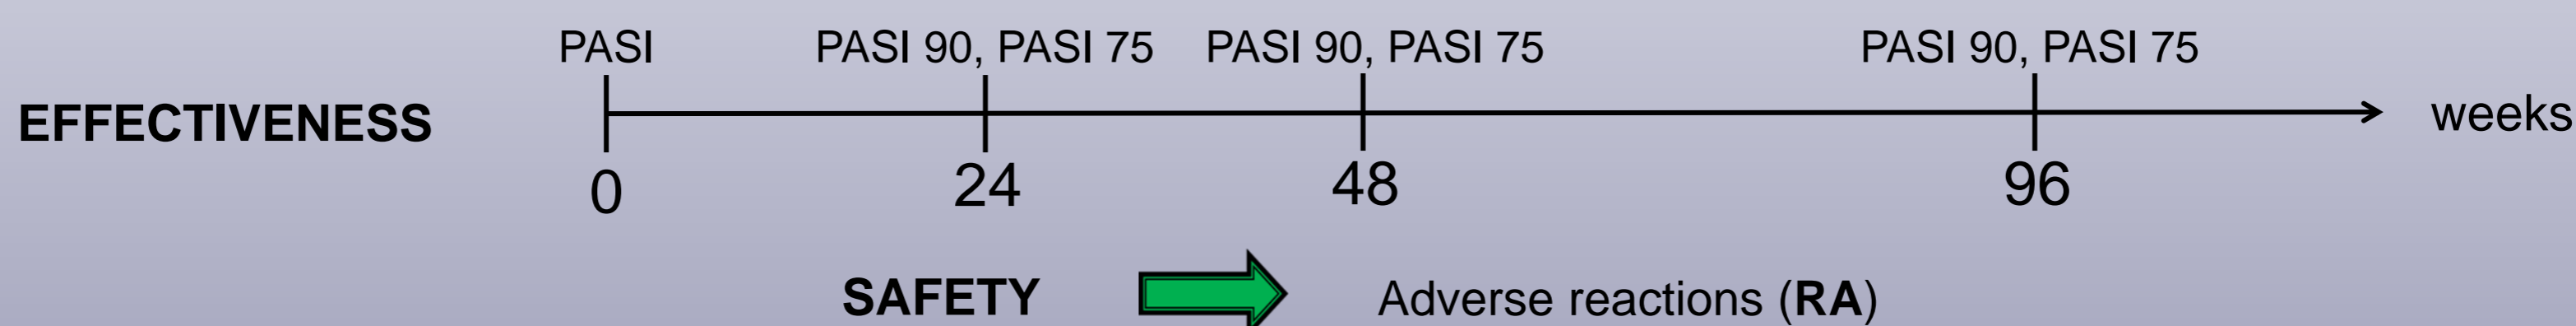 PASI PASI 90, PASI 75 PASI 90, PASI 75 PASI 90, PASI 75
EFFECTIVENESS weeks
0 24 48 96
SAFETY Adverse reactions (RA)